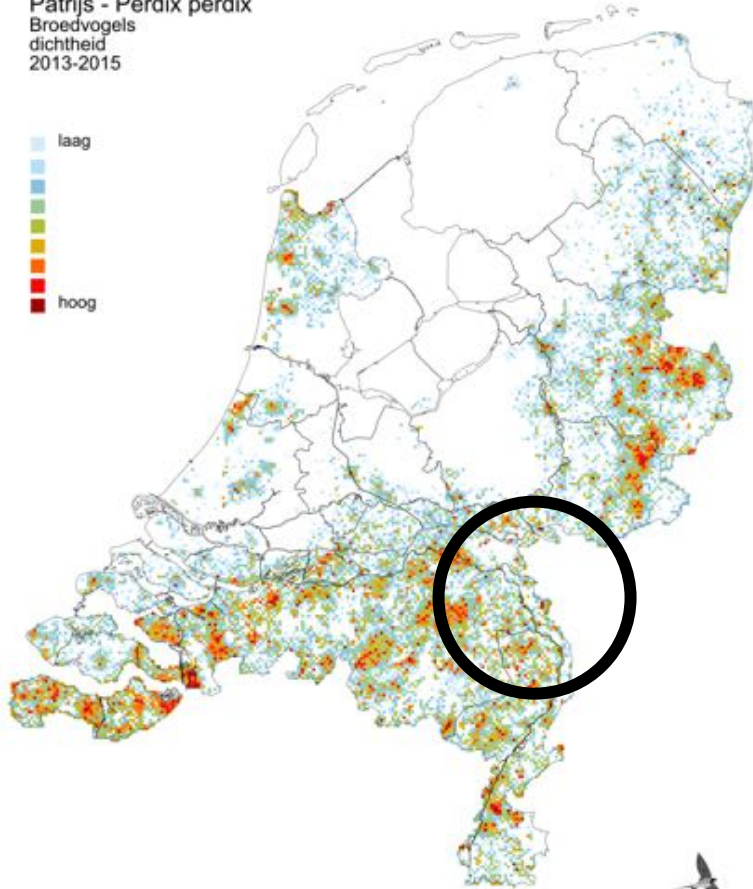 Patrijs - Perdix perdix
Broedvogels
dichtheid
2013-2015
laag
hoog